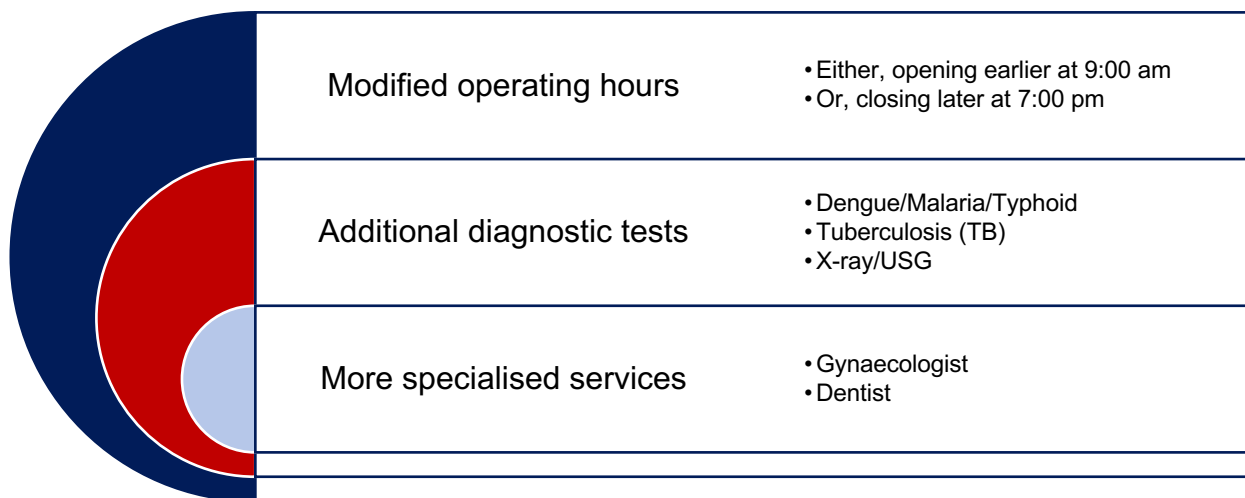 Modified operating hours
•Either, opening earlier at 9:00 am
•Or, closing later at 7:00 pm
Additional diagnostic tests
•Dengue/Malaria/Typhoid
•Tuberculosis (TB)
•X-ray/USG
More specialised services
•Gynaecologist
•Dentist